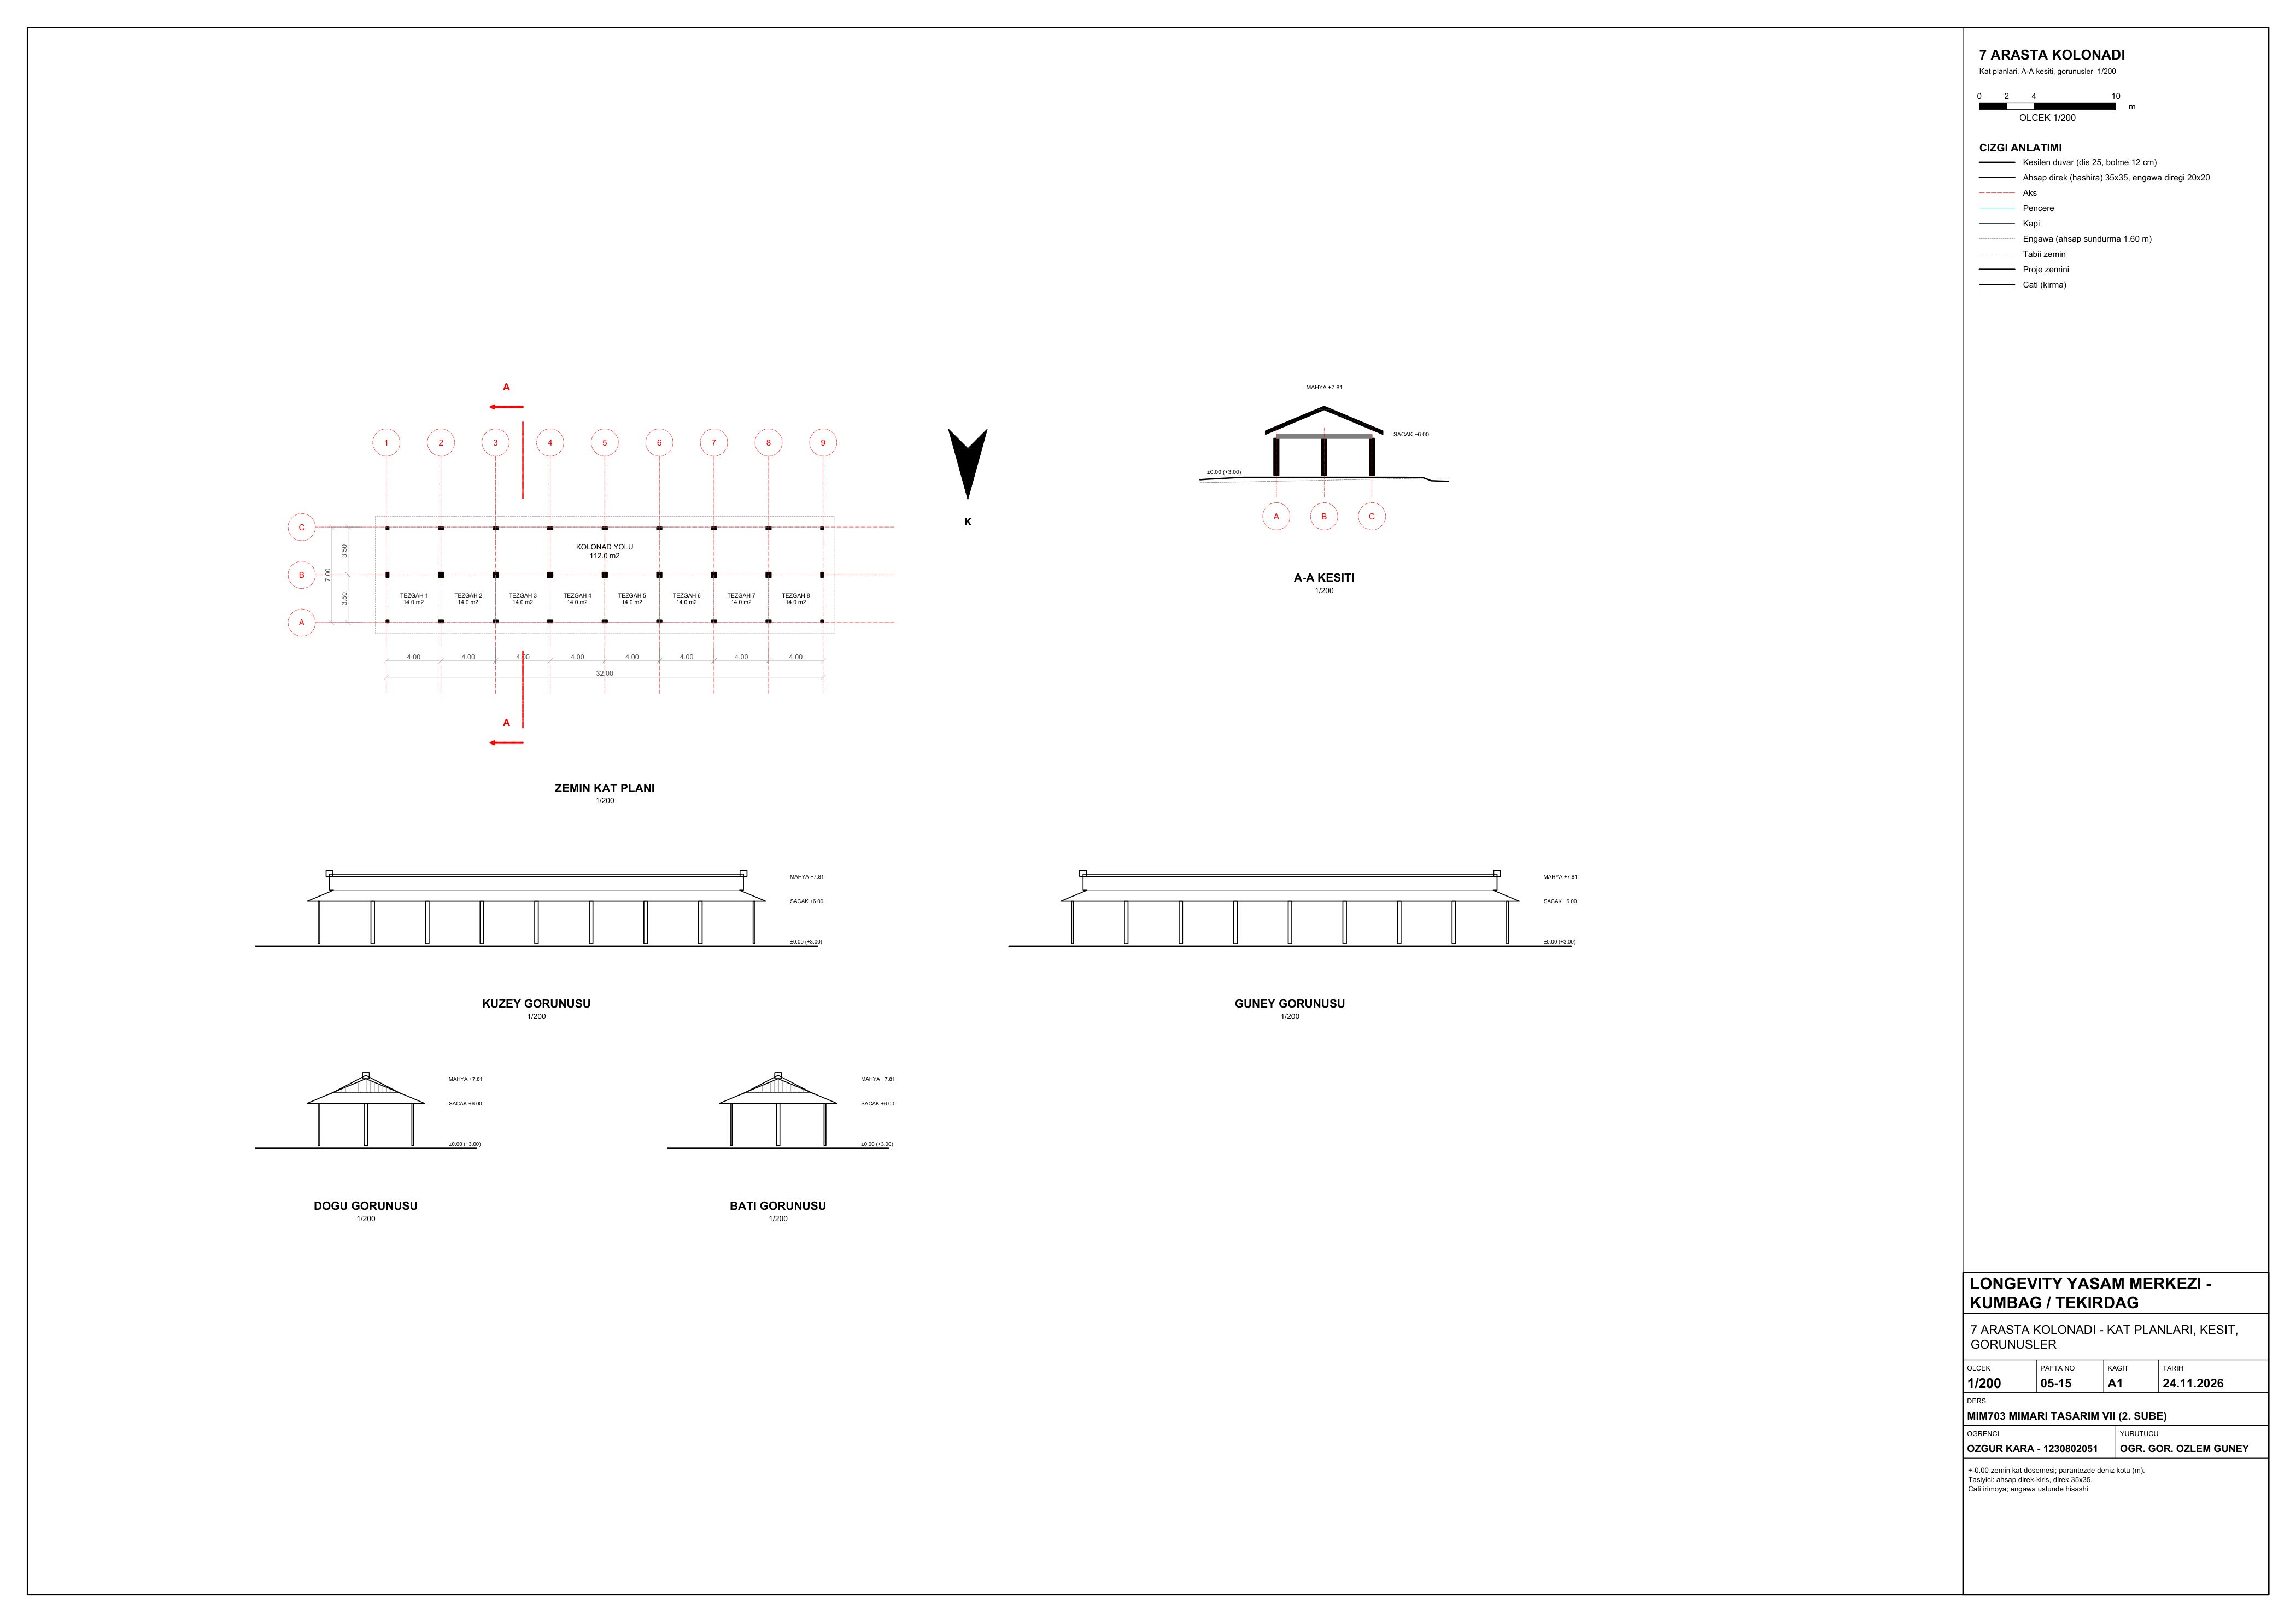 7 ARASTA KOLONADI
Kat planlari, A-A kesiti, gorunusler 1/200
0 2 4 10
m
OLCEK 1/200
CIZGI ANLATIMI
Kesilen duvar (dis 25, bolme 12 cm)
Ahsap direk (hashira) 35x35, engawa diregi 20x20
Aks
Pencere
Kapi
Engawa (ahsap sundurma 1.60 m)
Tabii zemin
Proje zemini
Cati (kirma)
A
1 2 3 4 5 6 7 8 9
C
B
A
3.50
7.00
3.50
KOLONAD YOLU
112.0 m2
TEZGAH 1 TEZGAH 2 TEZGAH 3 TEZGAH 4 TEZGAH 5 TEZGAH 6 TEZGAH 7 TEZGAH 8
14.0 m2 14.0 m2 14.0 m2 14.0 m2 14.0 m2 14.0 m2 14.0 m2 14.0 m2
4.00 4.00 4.00 4.00 4.00 4.00 4.00 4.00
32.00
A
ZEMIN KAT PLANI
1/200
K
MAHYA +7.81
SACAK +6.00
±0.00 (+3.00)
A B C
A-A KESITI
1/200
MAHYA +7.81
SACAK +6.00
±0.00 (+3.00)
KUZEY GORUNUSU
1/200
MAHYA +7.81
SACAK +6.00
±0.00 (+3.00)
GUNEY GORUNUSU
1/200
MAHYA +7.81
SACAK +6.00
±0.00 (+3.00)
DOGU GORUNUSU
1/200
MAHYA +7.81
SACAK +6.00
±0.00 (+3.00)
BATI GORUNUSU
1/200
LONGEVITY YASAM MERKEZI -
KUMBAG / TEKIRDAG
7 ARASTA KOLONADI - KAT PLANLARI, KESIT,
GORUNUSLER
OLCEK PAFTA NO KAGIT TARIH
1/200 05-15 A1 24.11.2026
DERS
MIM703 MIMARI TASARIM VII (2. SUBE)
OGRENCI YURUTUCU
OZGUR KARA - 1230802051 OGR. GOR. OZLEM GUNEY
+-0.00 zemin kat dosemesi; parantezde deniz kotu (m).
Tasiyici: ahsap direk-kiris, direk 35x35.
Cati irimoya; engawa ustunde hisashi.